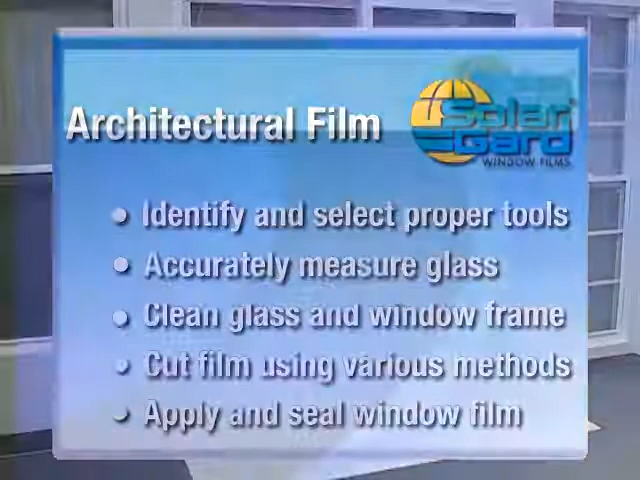 Architectural Film
Solar
Gard
WINDOW FILMS
• Identify and select proper tools
• Accurately measure glass
• Clean glass and window frame
• Cut film using various methods
• Apply and seal window film